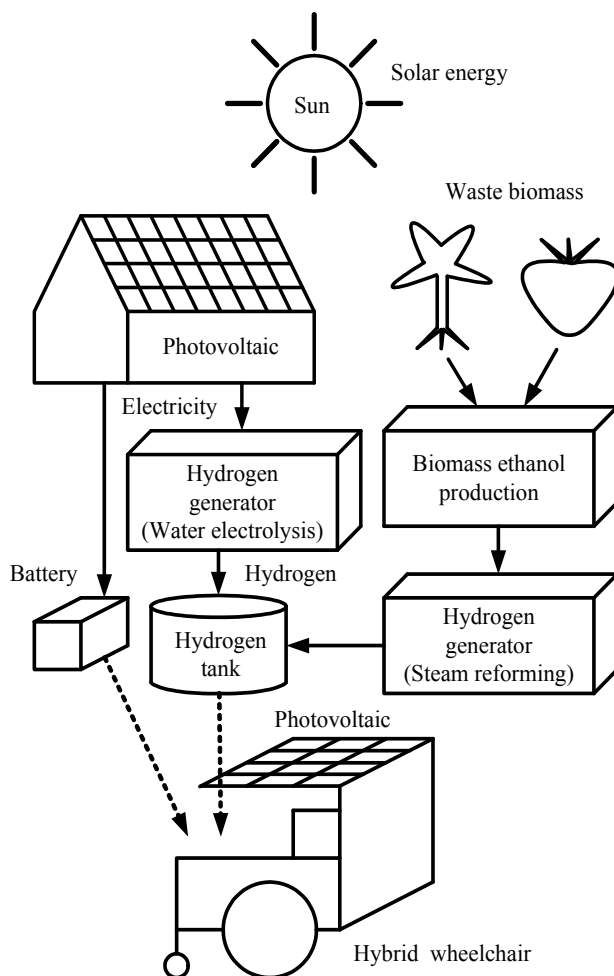 Solar energy
Sun
Waste biomass
Photovoltaic
Electricity
Biomass ethanol
production
Hydrogen
generator
(Water electrolysis)
Battery
Hydrogen
Hydrogen
tank
Hydrogen
generator
(Steam reforming)
Photovoltaic
Hybrid wheelchair